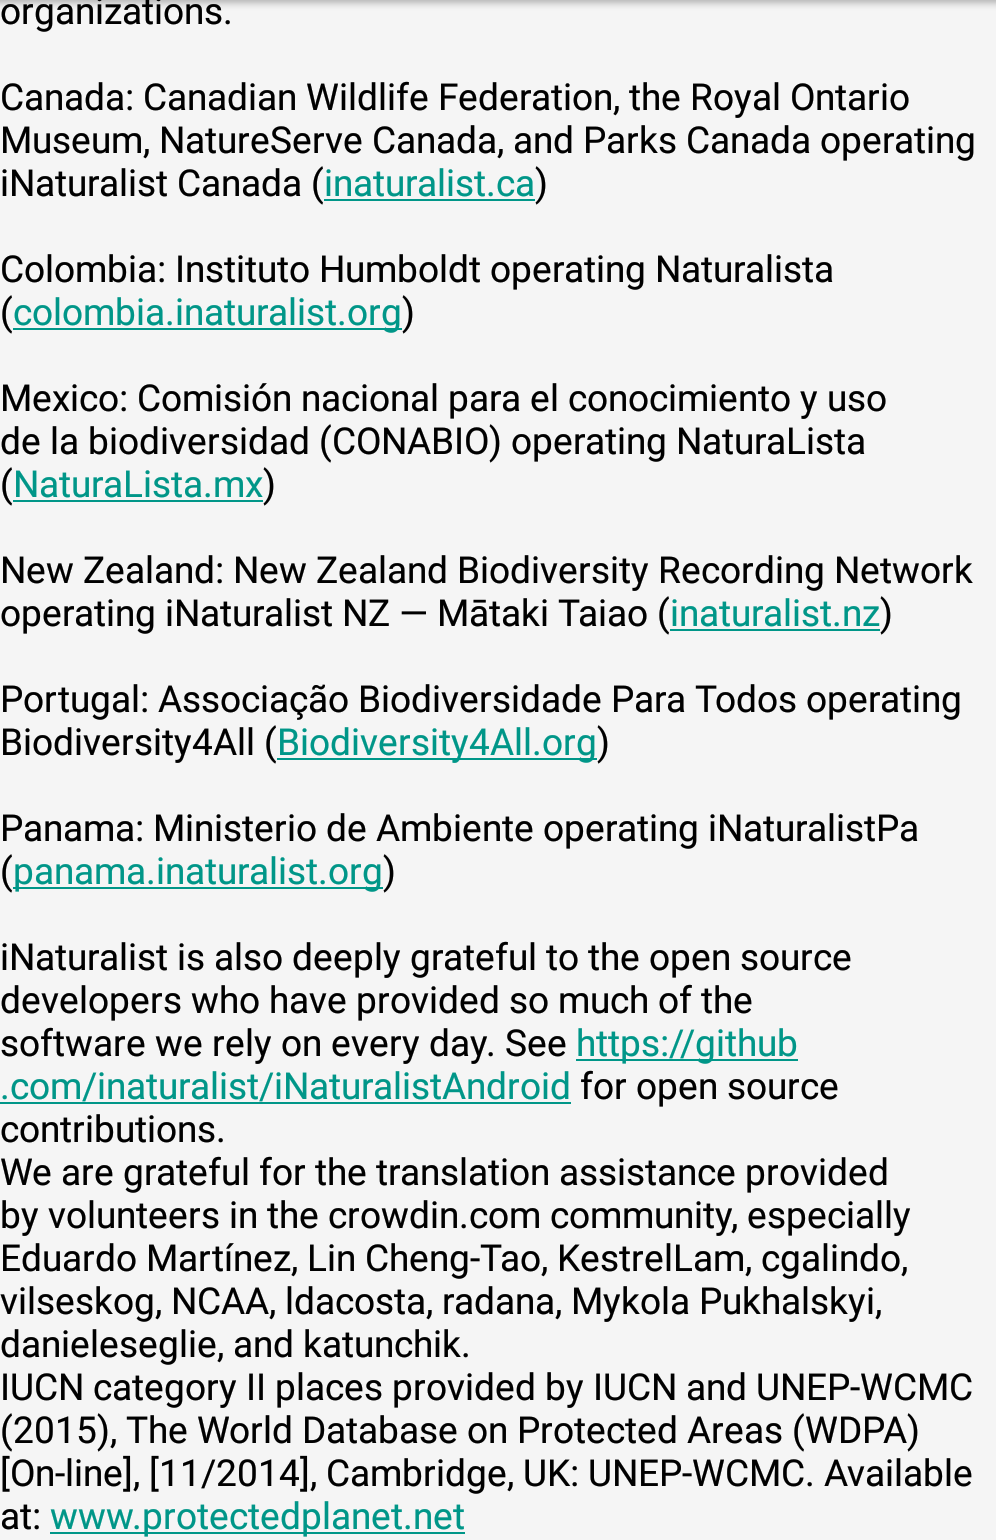 organizations.
Canada: Canadian Wildlife Federation, the Royal Ontario
Museum, NatureServe Canada, and Parks Canada operating
iNaturalist Canada (inaturalist.ca)
Colombia: Instituto Humboldt operating Naturalista
(colombia.inaturalist.org)
Mexico: Comisión nacional para el conocimiento y uso
de la biodiversidad (CONABIO) operating NaturaLista
(NaturaLista.mx)
New Zealand: New Zealand Biodiversity Recording Network
operating iNaturalist NZ — Mātaki Taiao (inaturalist.nz)
Portugal: Associação Biodiversidade Para Todos operating
Biodiversity4All (Biodiversity4All.org)
Panama: Ministerio de Ambiente operating iNaturalistPa
(panama.inaturalist.org)
iNaturalist is also deeply grateful to the open source
developers who have provided so much of the
software we rely on every day. See https://github
.com/inaturalist/iNaturalistAndroid for open source
contributions.
We are grateful for the translation assistance provided
by volunteers in the crowdin.com community, especially
Eduardo Martínez, Lin Cheng-Tao, KestrelLam, cgalindo,
vilseskog, NCAA, ldacosta, radana, Mykola Pukhalskyi,
danieleseglie, and katunchik.
IUCN category II places provided by IUCN and UNEP-WCMC
(2015), The World Database on Protected Areas (WDPA)
[On-line], [11/2014], Cambridge, UK: UNEP-WCMC. Available
at: www.protectedplanet.net